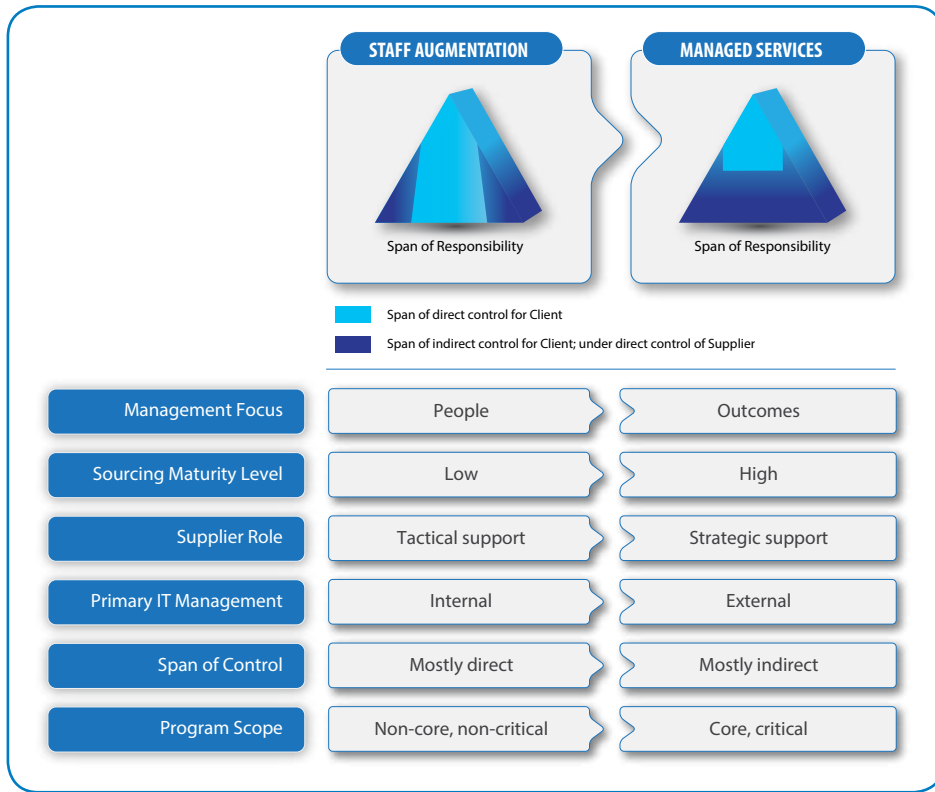 STAFF AUGMENTATION
MANAGED SERVICES
Span of Responsibility
Span of Responsibility
Span of direct control for Client
Span of indirect control for Client; under direct control of Supplier
Management Focus
People
Outcomes
Sourcing Maturity Level
Low
High
Supplier Role
Tactical support
Strategic support
Primary IT Management
Internal
External
Span of Control
Mostly direct
Mostly indirect
Program Scope
Non-core, non-critical
Core, critical